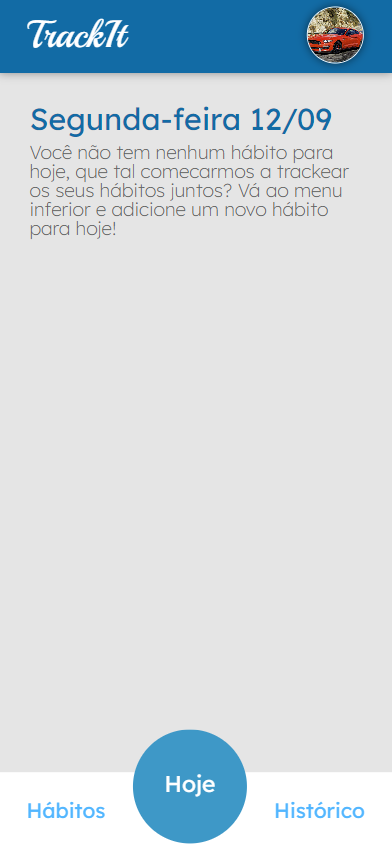 TrackIt
Segunda-feira 12/09
Você não tem nenhum hábito para
hoje, que tal comecarmos a trackear
os seus hábitos juntos? Vá ao menu
inferior e adicione um novo hábito
para hoje!
Hábitos
Hoje
Histórico